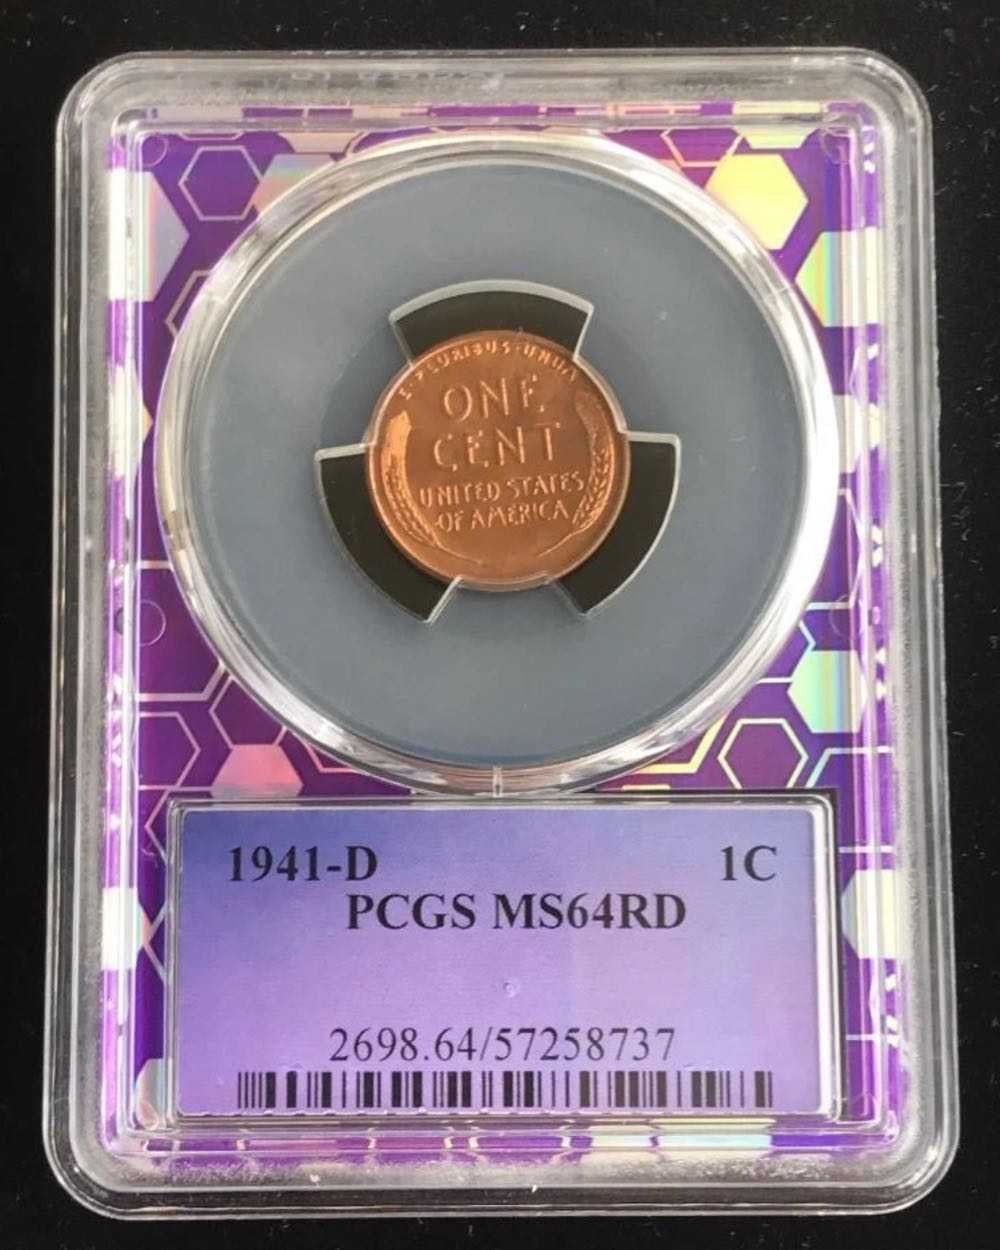 E·PLURIBUS·UNUM
ONE
CENT
UNITED STATES
OF AMERICA
1941-D 1C
PCGS MS64RD
2698.64/57258737